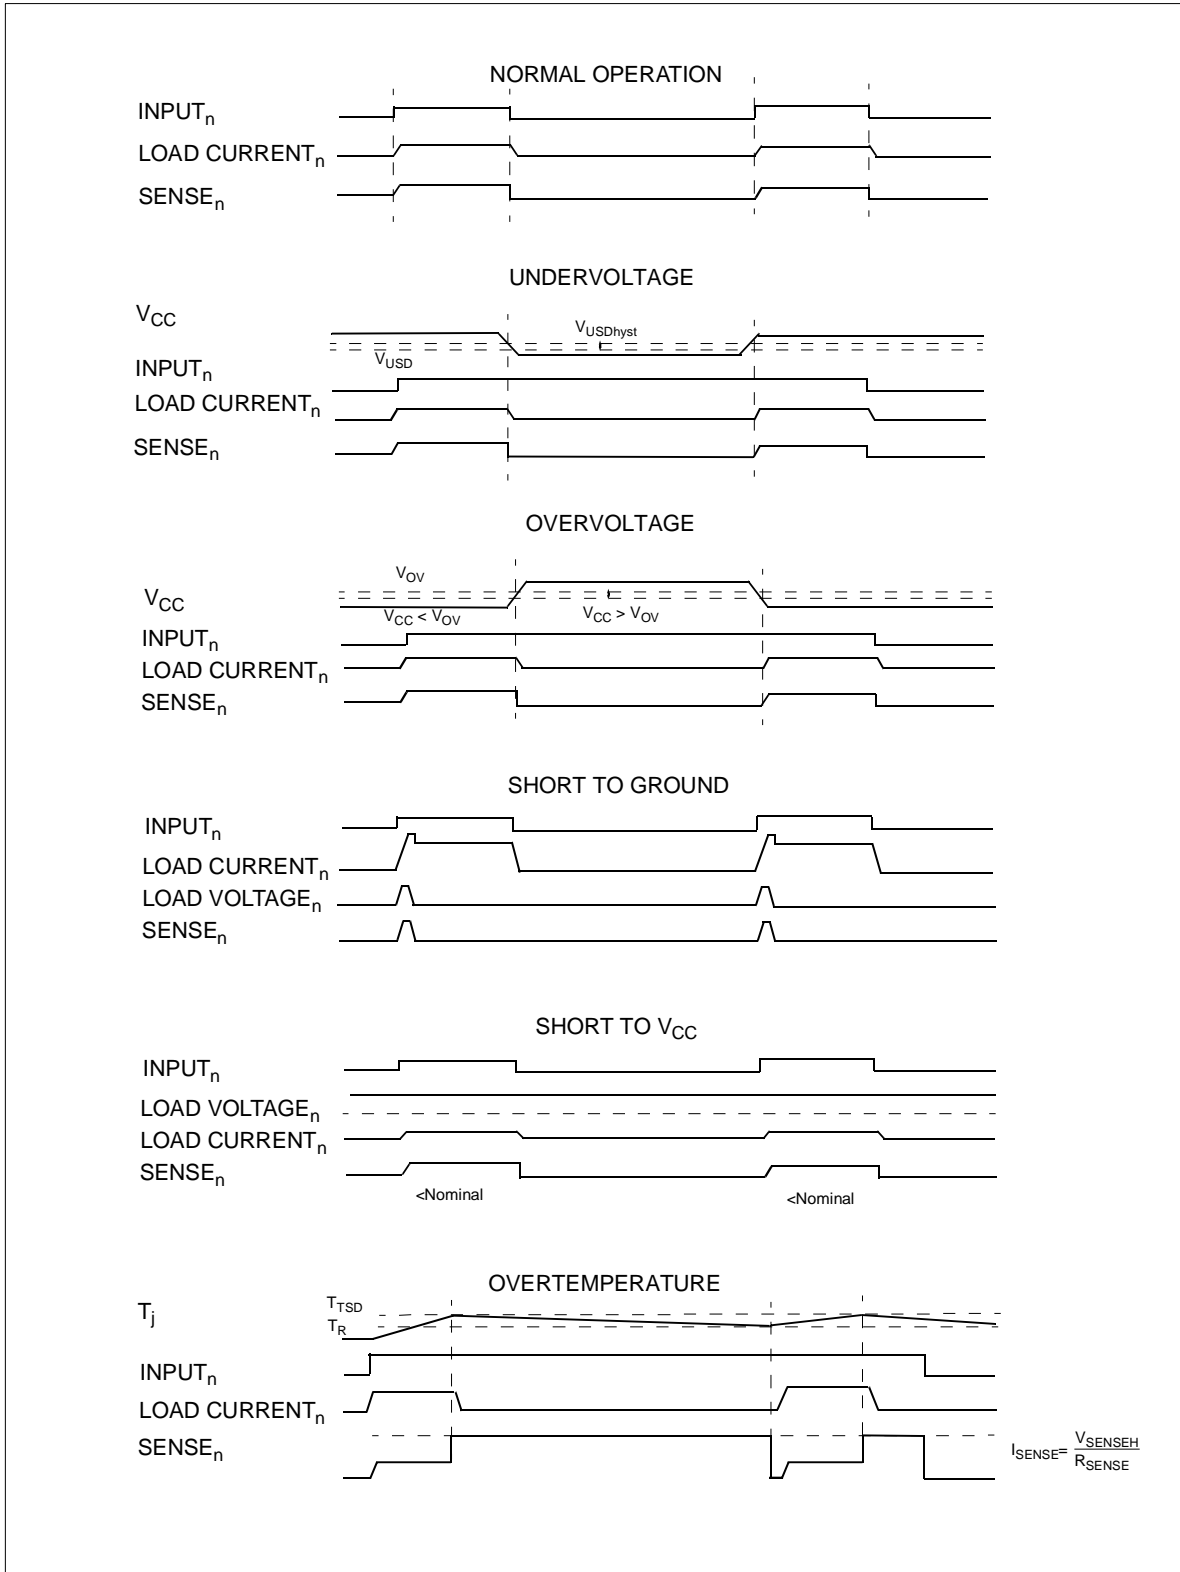 NORMAL OPERATION
INPUTn
LOAD CURRENTn
SENSEn
UNDERVOLTAGE
VCC
VUSDhyst
VUSD
INPUTn
LOAD CURRENTn
SENSEn
OVERVOLTAGE
VOV
VCC
VCC < VOV
VCC > VOV
INPUTn
LOAD CURRENTn
SENSEn
SHORT TO GROUND
INPUTn
LOAD CURRENTn
LOAD VOLTAGEn
SENSEn
SHORT TO VCC
INPUTn
LOAD VOLTAGEn
LOAD CURRENTn
SENSEn
<Nominal
<Nominal
OVERTEMPERATURE
Tj
TTSD
TR
INPUTn
LOAD CURRENTn
SENSEn
ISENSE= VSENSEH
RSENSE